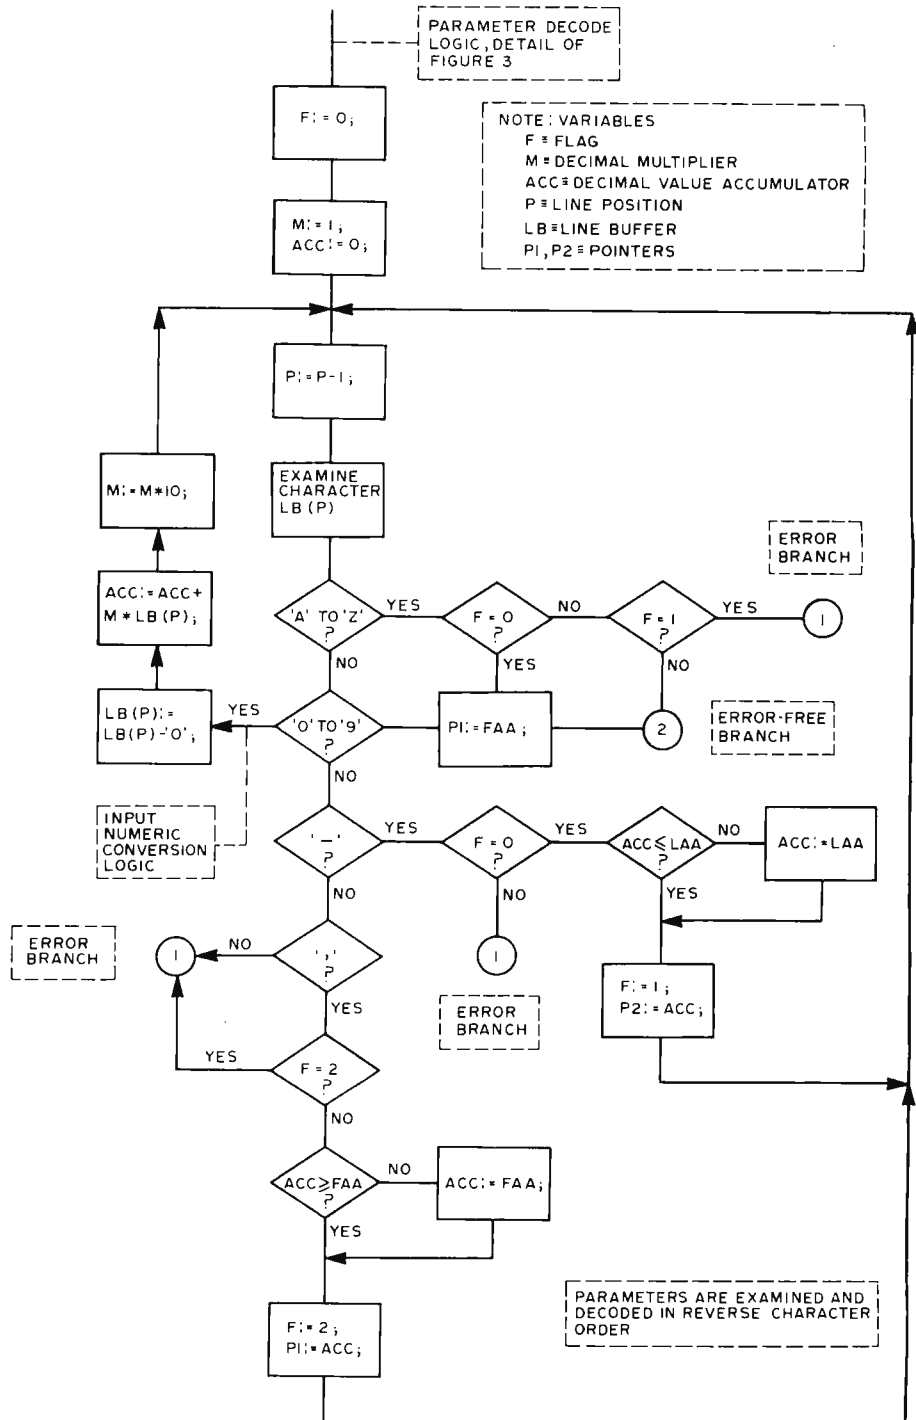 PARAMETER DECODE
LOGIC, DETAIL OF
FIGURE 3
F:=0;
NOTE: VARIABLES
F≡FLAG
M≡DECIMAL MULTIPLIER
ACC≡DECIMAL VALUE ACCUMULATOR
P≡LINE POSITION
LB≡LINE BUFFER
P1,P2≡POINTERS
M:=1;
ACC:=0;
P:=P-1;
EXAMINE
CHARACTER
LB(P)
M:=M*10;
ERROR
BRANCH
ACC:=ACC+
M*LB(P);
'A' TO 'Z'
?
YES
F=0
?
NO
F=1
?
YES
1
NO
YES
NO
LB(P):=
LB(P)-'0';
YES
'0' TO '9'
?
P1:=FAA;
2
ERROR-FREE
BRANCH
NO
INPUT
NUMERIC
CONVERSION
LOGIC
'-'
?
YES
F=0
?
YES
ACC≤LAA
?
NO
ACC:=LAA
NO
NO
YES
ERROR
BRANCH
1
NO
','
?
1
YES
ERROR
BRANCH
F:=1;
P2:=ACC;
YES
F=2
?
NO
ACC≥FAA
?
NO
ACC:=FAA;
YES
F:=2;
P1:=ACC;
PARAMETERS ARE EXAMINED AND
DECODED IN REVERSE CHARACTER
ORDER